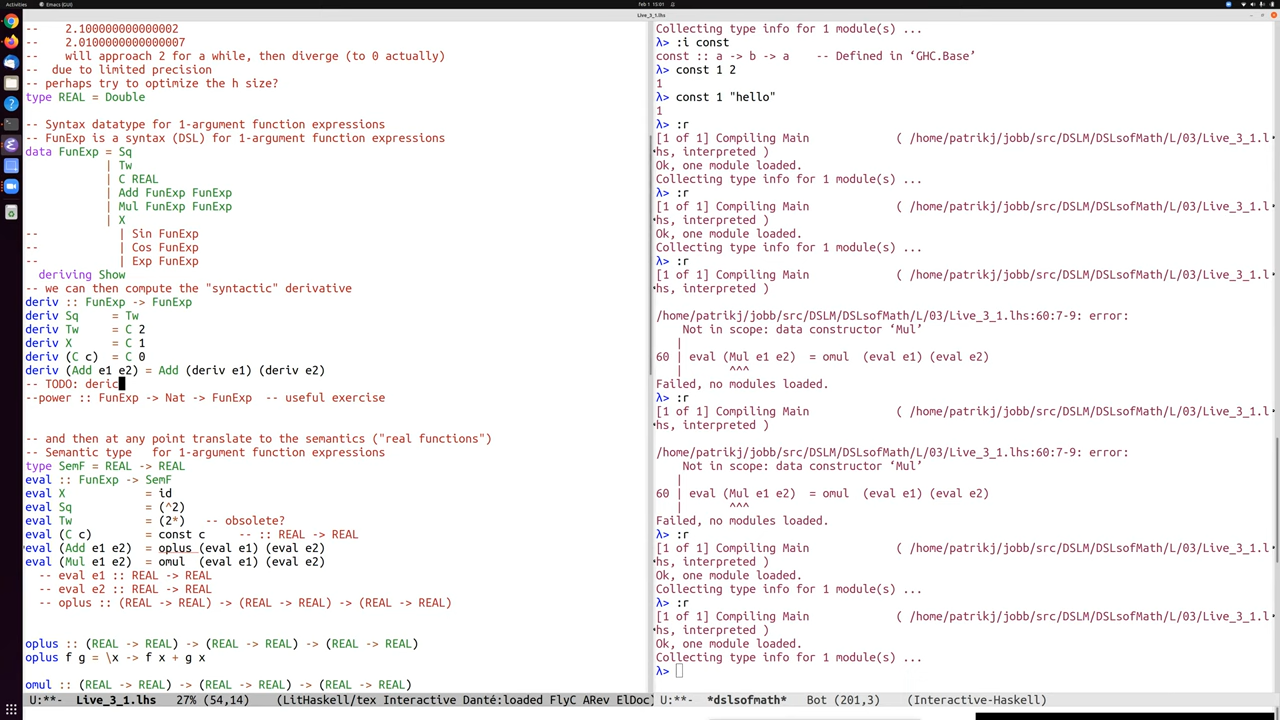 Activities
Emacs (GUI)
Feb 1 15:01
Live_3_1.lhs
--    2.100000000000002
--    2.0100000000000007
--    will approach 2 for a while, then diverge (to 0 actually)
--   due to limited precision
-- perhaps try to optimize the h size?
type REAL = Double
-- Syntax datatype for 1-argument function expressions
-- FunExp is a syntax (DSL) for 1-argument function expressions
data FunExp = Sq
            | Tw
            | C REAL
            | Add FunExp FunExp
            | Mul FunExp FunExp
            | X
--            | Sin FunExp
--            | Cos FunExp
--            | Exp FunExp
  deriving Show
-- we can then compute the "syntactic" derivative
deriv :: FunExp -> FunExp
deriv Sq     = Tw
deriv Tw     = C 2
deriv X      = C 1
deriv (C c)  = C 0
deriv (Add e1 e2) = Add (deriv e1) (deriv e2)
-- TODO: deric
--power :: FunExp -> Nat -> FunExp  -- useful exercise
-- and then at any point translate to the semantics ("real functions")
-- Semantic type   for 1-argument function expressions
type SemF = REAL -> REAL
eval :: FunExp -> SemF
eval X            = id
eval Sq           = (^2)
eval Tw           = (2*)   -- obsolete?
eval (C c)        = const c     -- :: REAL -> REAL
eval (Add e1 e2)  = oplus (eval e1) (eval e2)
eval (Mul e1 e2)  = omul  (eval e1) (eval e2)
  -- eval e1 :: REAL -> REAL
  -- eval e2 :: REAL -> REAL
  -- oplus :: (REAL -> REAL) -> (REAL -> REAL) -> (REAL -> REAL)
oplus :: (REAL -> REAL) -> (REAL -> REAL) -> (REAL -> REAL)
oplus f g = \x -> f x + g x
omul :: (REAL -> REAL) -> (REAL -> REAL) -> (REAL -> REAL)
U:**-  Live_3_1.lhs   27% (54,14)    (LitHaskell/tex Interactive Danté:loaded FlyC ARev ElDoc)
Collecting type info for 1 module(s) ...
λ> :i const
const :: a -> b -> a    -- Defined in ‘GHC.Base’
λ> const 1 2
1
λ> const 1 "hello"
1
λ> :r
[1 of 1] Compiling Main             ( /home/patrikj/jobb/src/DSLM/DSLsofMath/L/03/Live_3_1.l
hs, interpreted )
Ok, one module loaded.
Collecting type info for 1 module(s) ...
λ> :r
[1 of 1] Compiling Main             ( /home/patrikj/jobb/src/DSLM/DSLsofMath/L/03/Live_3_1.l
hs, interpreted )
Ok, one module loaded.
Collecting type info for 1 module(s) ...
λ> :r
[1 of 1] Compiling Main             ( /home/patrikj/jobb/src/DSLM/DSLsofMath/L/03/Live_3_1.l
hs, interpreted )
/home/patrikj/jobb/src/DSLM/DSLsofMath/L/03/Live_3_1.lhs:60:7-9: error:
    Not in scope: data constructor ‘Mul’
   |
60 | eval (Mul e1 e2)  = omul  (eval e1) (eval e2)
   |       ^^^
Failed, no modules loaded.
λ> :r
[1 of 1] Compiling Main             ( /home/patrikj/jobb/src/DSLM/DSLsofMath/L/03/Live_3_1.l
hs, interpreted )
/home/patrikj/jobb/src/DSLM/DSLsofMath/L/03/Live_3_1.lhs:60:7-9: error:
    Not in scope: data constructor ‘Mul’
   |
60 | eval (Mul e1 e2)  = omul  (eval e1) (eval e2)
   |       ^^^
Failed, no modules loaded.
λ> :r
[1 of 1] Compiling Main             ( /home/patrikj/jobb/src/DSLM/DSLsofMath/L/03/Live_3_1.l
hs, interpreted )
Ok, one module loaded.
Collecting type info for 1 module(s) ...
λ> :r
[1 of 1] Compiling Main             ( /home/patrikj/jobb/src/DSLM/DSLsofMath/L/03/Live_3_1.l
hs, interpreted )
Ok, one module loaded.
Collecting type info for 1 module(s) ...
λ>
U:**-  *dslsofmath*   Bot (201,3)    (Interactive-Haskell)